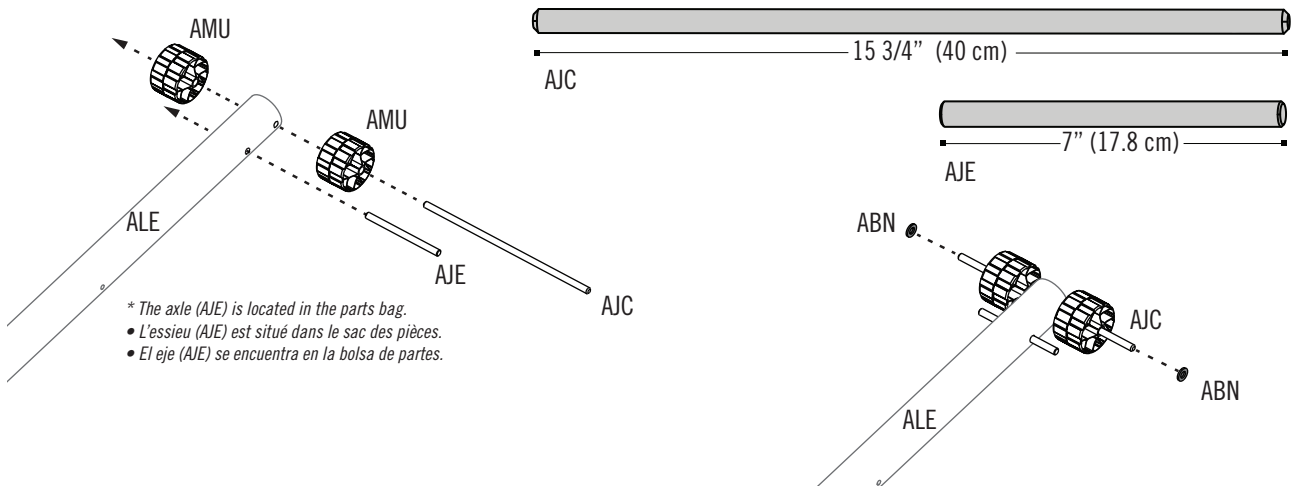 AMU
AMU
ALE
AJE
AJC
* The axle (AJE) is located in the parts bag.
• L’essieu (AJE) est situé dans le sac des pièces.
• El eje (AJE) se encuentra en la bolsa de partes.
15 3/4” (40 cm)
AJC
7” (17.8 cm)
AJE
ABN
AJC
ABN
ALE